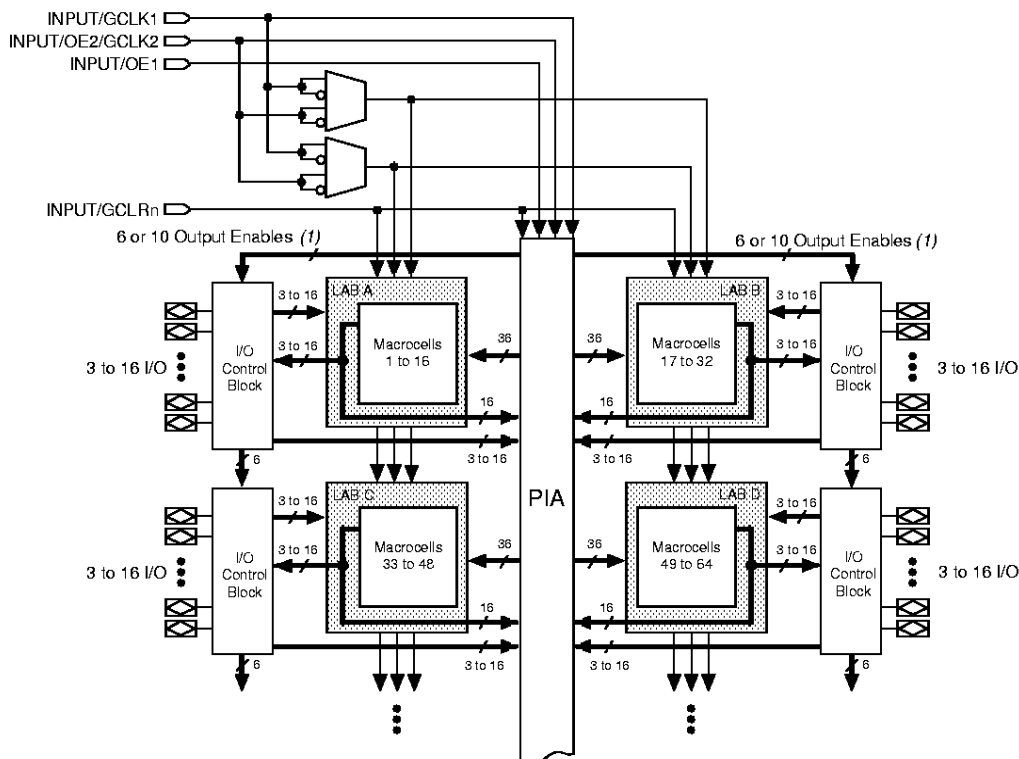 INPUT/GCLK1
INPUT/OE2/GCLK2
INPUT/OE1
INPUT/GCLRn
6 or 10 Output Enables (1)
6 or 10 Output Enables (1)
LAB A
LAB B
3 to 16
3 to 16
Macrocells
1 to 16
Macrocells
17 to 32
36
36
3 to 16
3 to 16
I/O
Control
Block
I/O
Control
Block
3 to 16 I/O
3 to 16 I/O
16
16
3 to 16
3 to 16
6
6
PIA
LAB C
LAB D
3 to 16
3 to 16
Macrocells
33 to 48
Macrocells
49 to 64
36
36
3 to 16
3 to 16
I/O
Control
Block
I/O
Control
Block
3 to 16 I/O
3 to 16 I/O
16
16
3 to 16
3 to 16
6
6